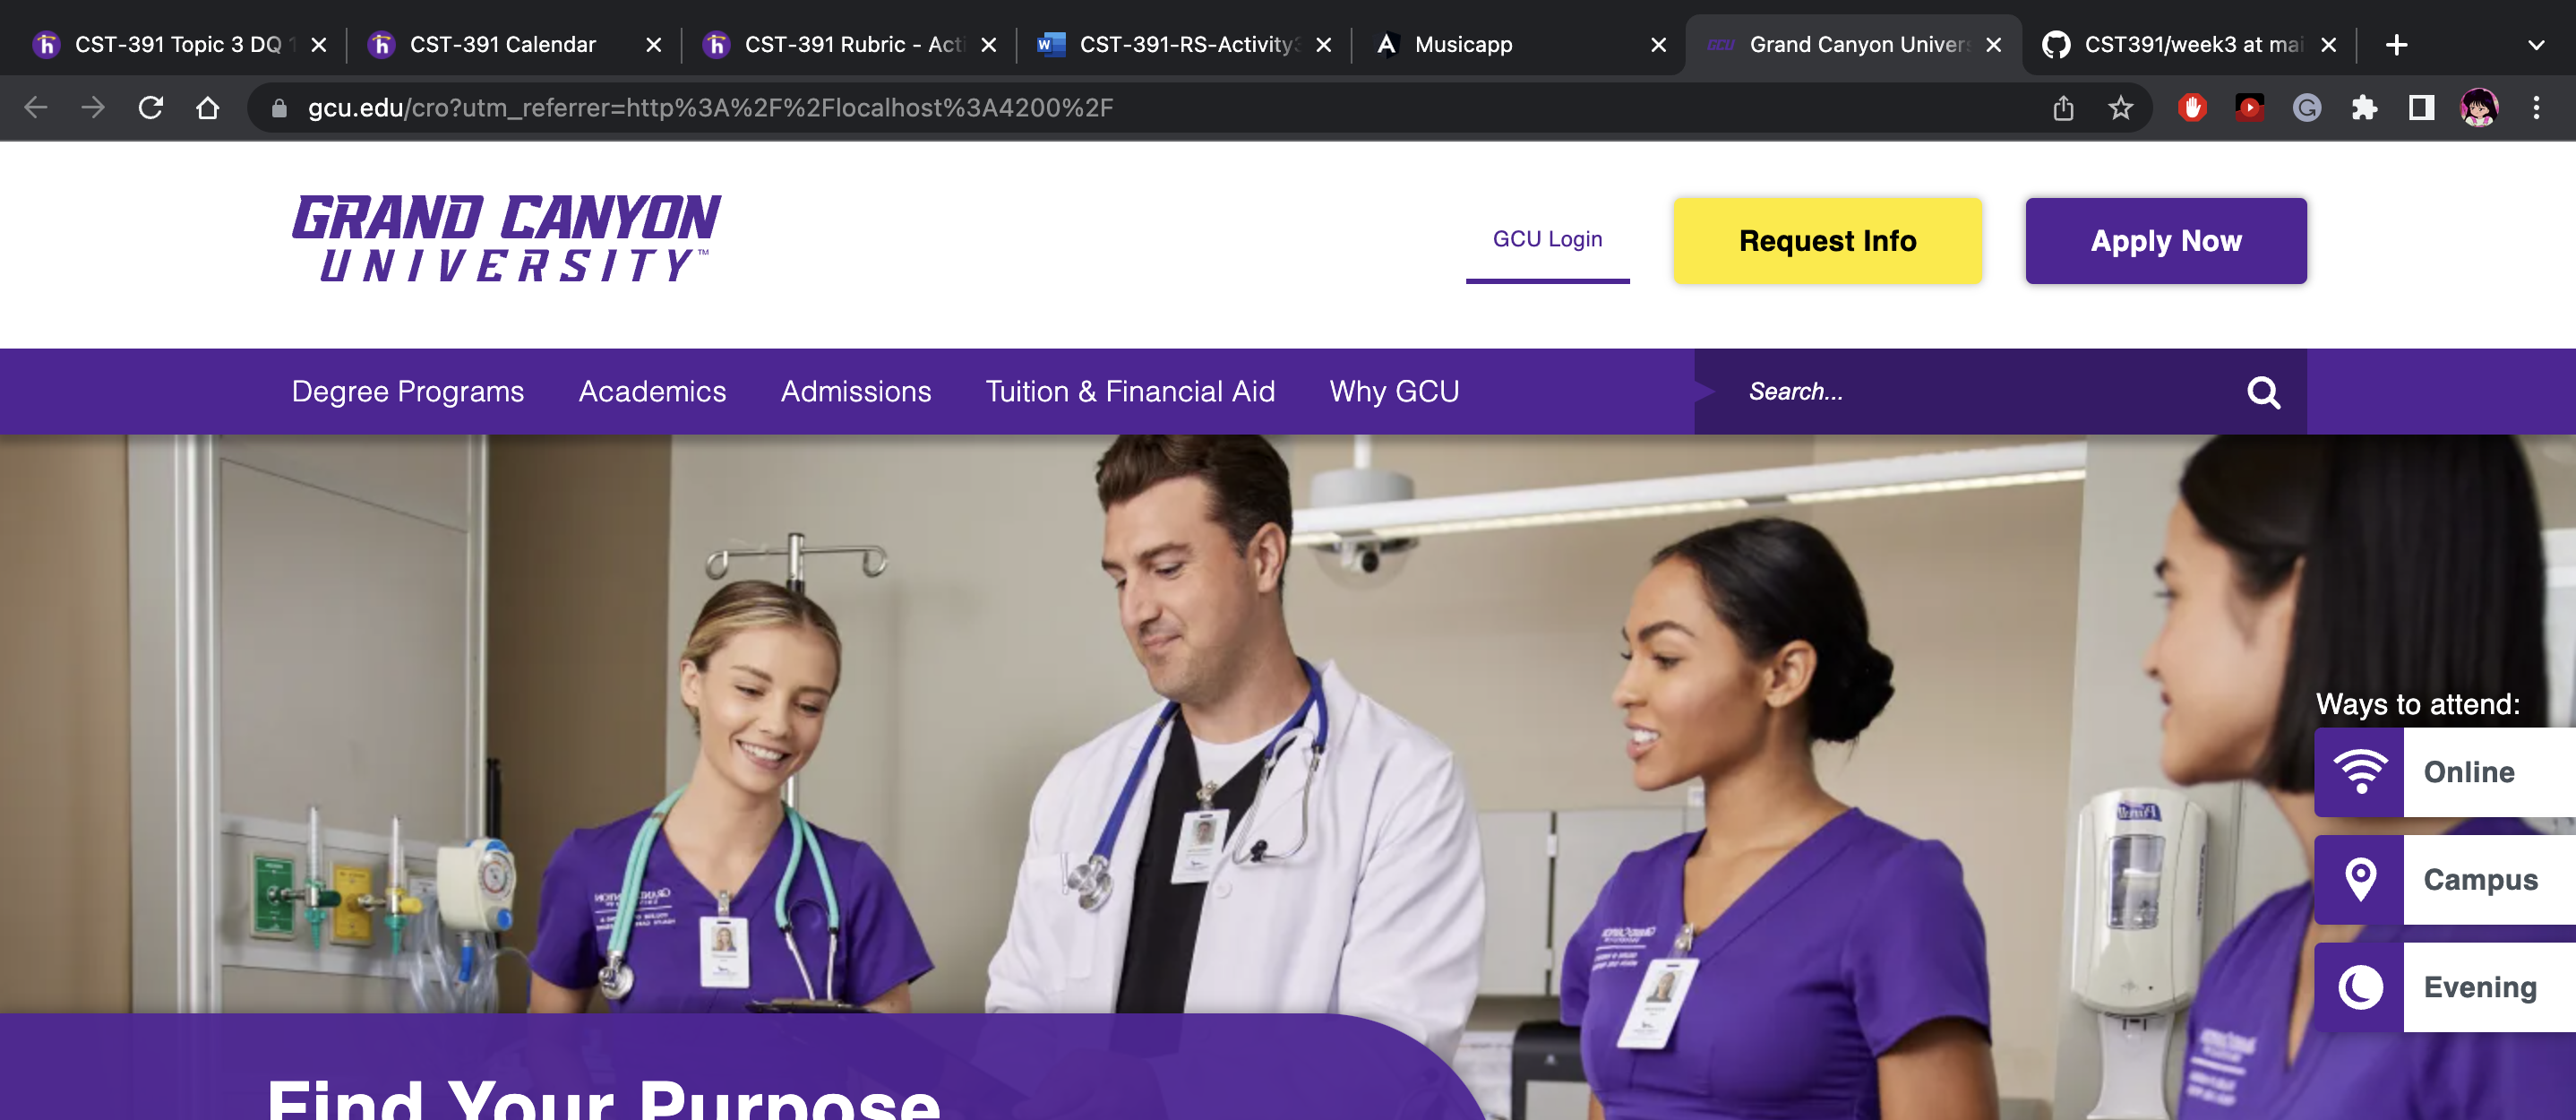 CST-391 Topic 3 DQ 1
CST-391 Calendar
CST-391 Rubric - Acti
CST-391-RS-Activity3
Musicapp
GCU
Grand Canyon Univers
CST391/week3 at mai
gcu.edu/cro?utm_referrer=http%3A%2F%2Flocalhost%3A4200%2F
GRAND CANYON
UNIVERSITY™
GCU Login
Request Info
Apply Now
Degree Programs
Academics
Admissions
Tuition & Financial Aid
Why GCU
Search...
Ways to attend:
Online
Campus
Evening
Find Your Purpose